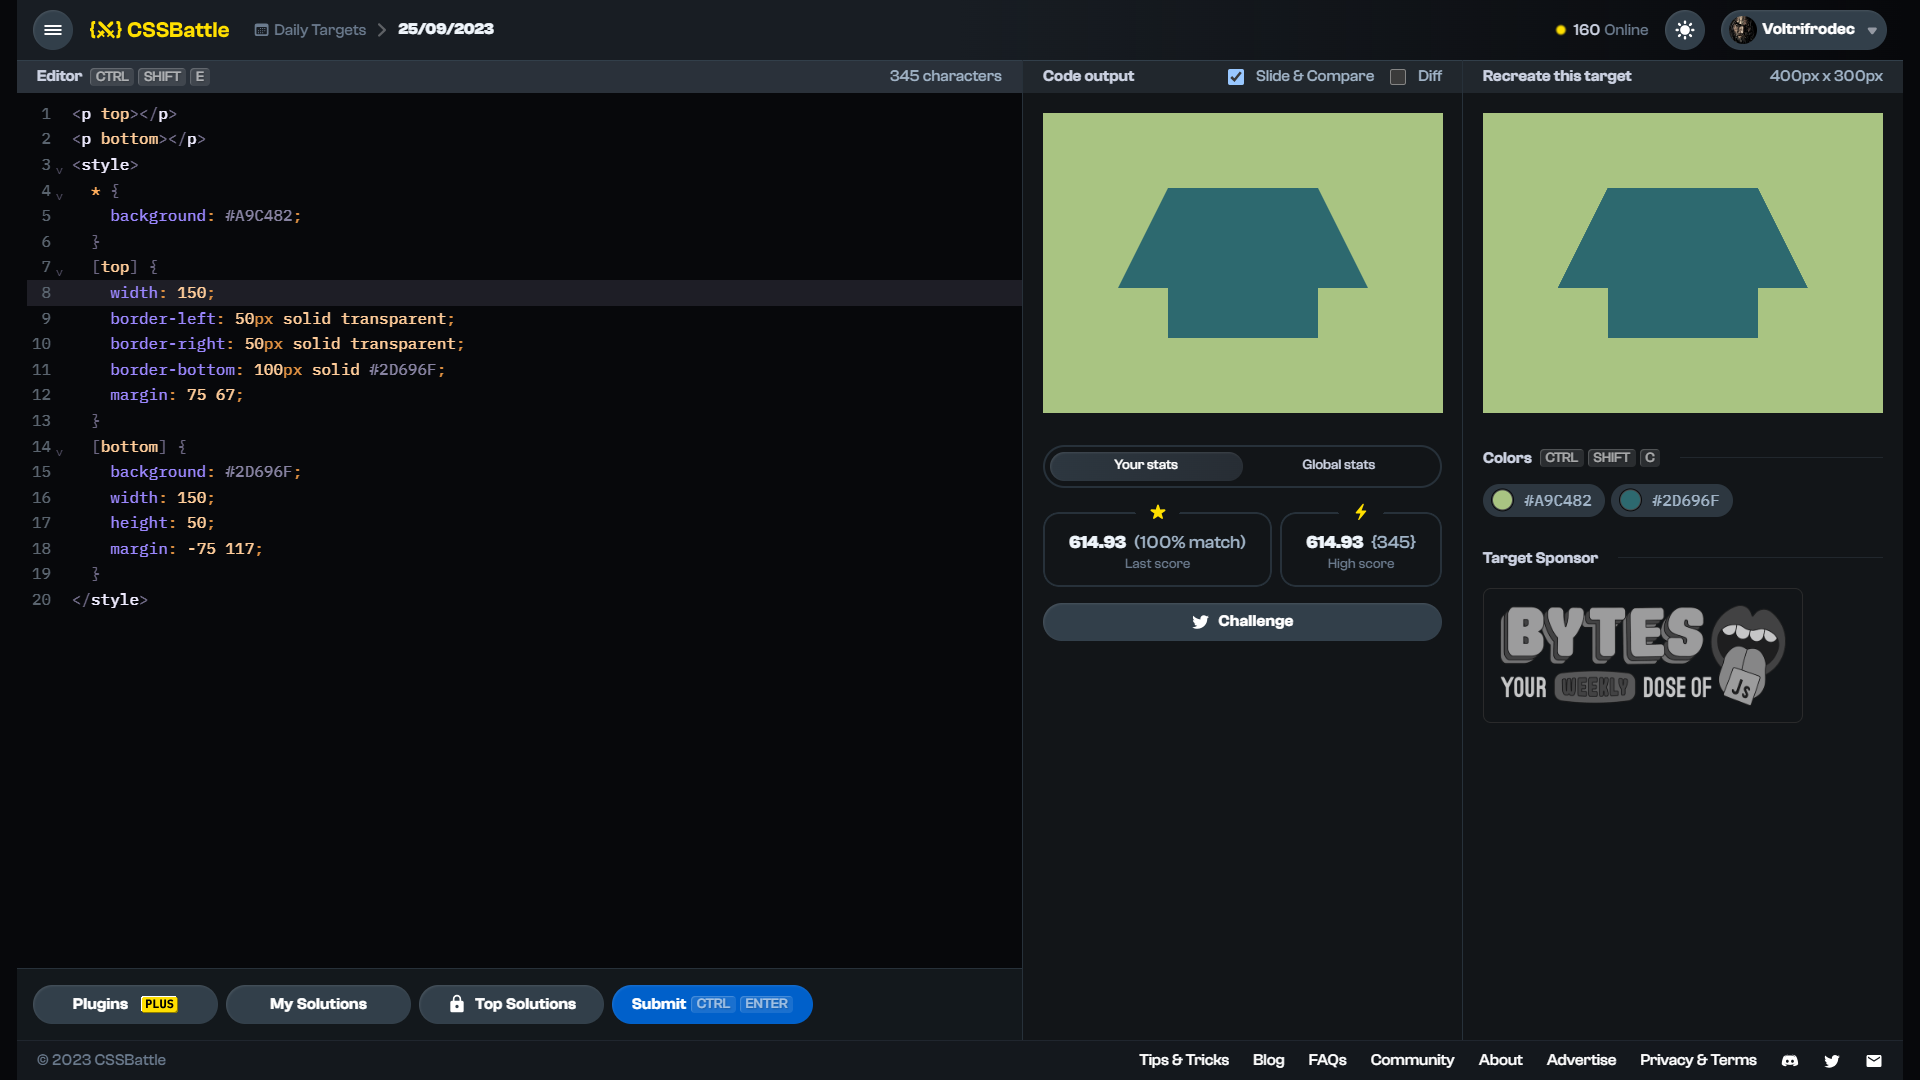 {X} CSSBattle
Daily Targets > 25/09/2023
160 Online
Voltrifrodec
Editor CTRL SHIFT E
345 characters
1 <p top></p>
2 <p bottom></p>
3 <style>
4 * {
5 background: #A9C482;
6 }
7 [top] {
8 width: 150;
9 border-left: 50px solid transparent;
10 border-right: 50px solid transparent;
11 border-bottom: 100px solid #2D696F;
12 margin: 75 67;
13 }
14 [bottom] {
15 background: #2D696F;
16 width: 150;
17 height: 50;
18 margin: -75 117;
19 }
20 </style>
Plugins PLUS
My Solutions
Top Solutions
Submit CTRL ENTER
Code output
Slide & Compare
Diff
Your stats
Global stats
614.93 (100% match)
Last score
614.93 {345}
High score
Challenge
Recreate this target
400px x 300px
Colors CTRL SHIFT C
#A9C482
#2D696F
Target Sponsor
BYTES
YOUR WEEKLY DOSE OF JS
© 2023 CSSBattle
Tips & Tricks
Blog
FAQs
Community
About
Advertise
Privacy & Terms